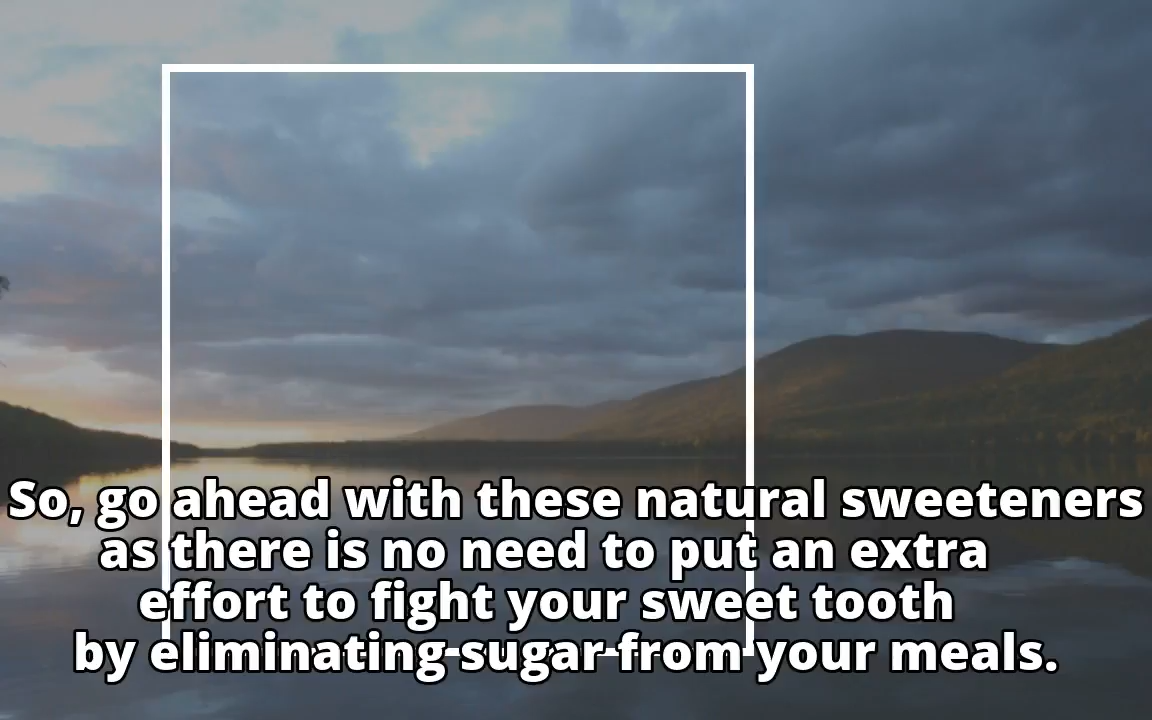 So, go ahead with these natural sweeteners
as there is no need to put an extra
effort to fight your sweet tooth
by eliminating sugar from your meals.